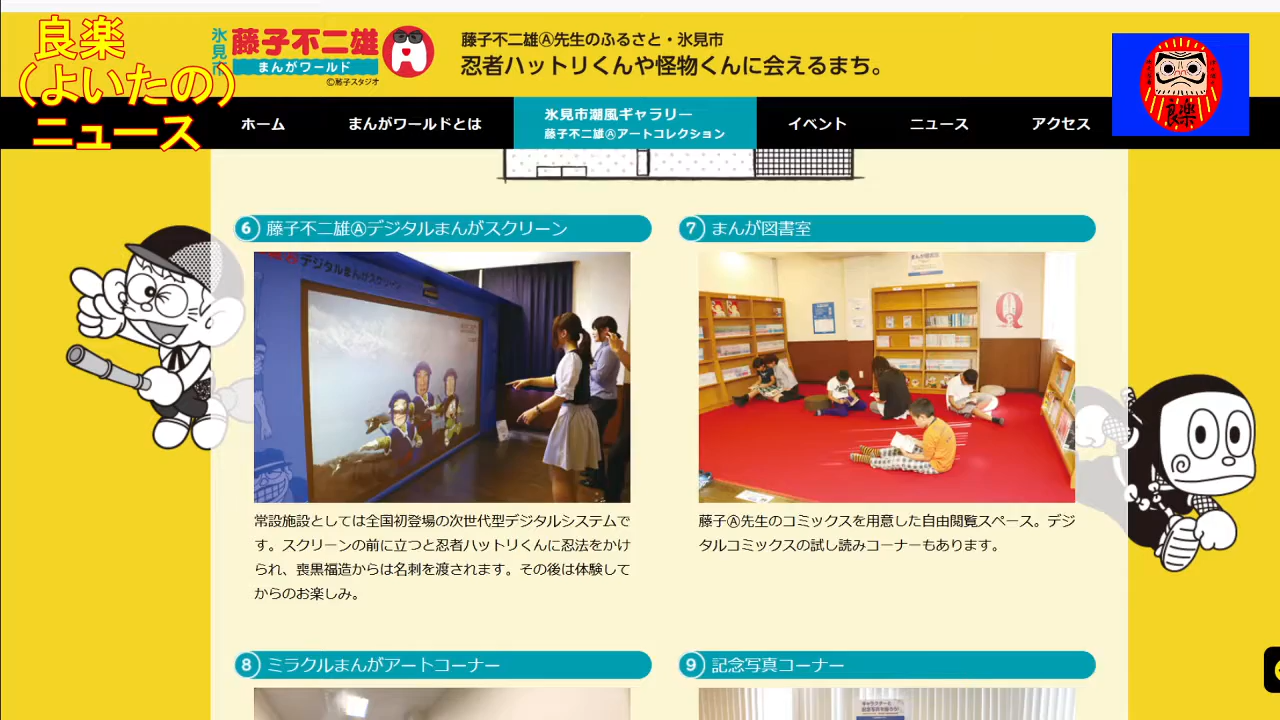 良楽
（よいたの）
ニュース
氷見市
藤子不二雄
まんがワールド
Ⓒ藤子スタジオ
藤子不二雄Ⓐ先生のふるさと・氷見市
忍者ハットリくんや怪物くんに会えるまち。
良楽
ホーム
まんがワールドとは
氷見市潮風ギャラリー
藤子不二雄Ⓐアートコレクション
イベント
ニュース
アクセス
6 藤子不二雄Ⓐデジタルまんがスクリーン
デジタルまんがスクリーン
常設施設としては全国初登場の次世代型デジタルシステムで
す。スクリーンの前に立つと忍者ハットリくんに忍法をかけ
られ、喪黒福造からは名刺を渡されます。その後は体験して
からのお楽しみ。
7 まんが図書室
Q
藤子Ⓐ先生のコミックスを用意した自由閲覧スペース。デジ
タルコミックスの試し読みコーナーもあります。
8 ミラクルまんがアートコーナー
9 記念写真コーナー